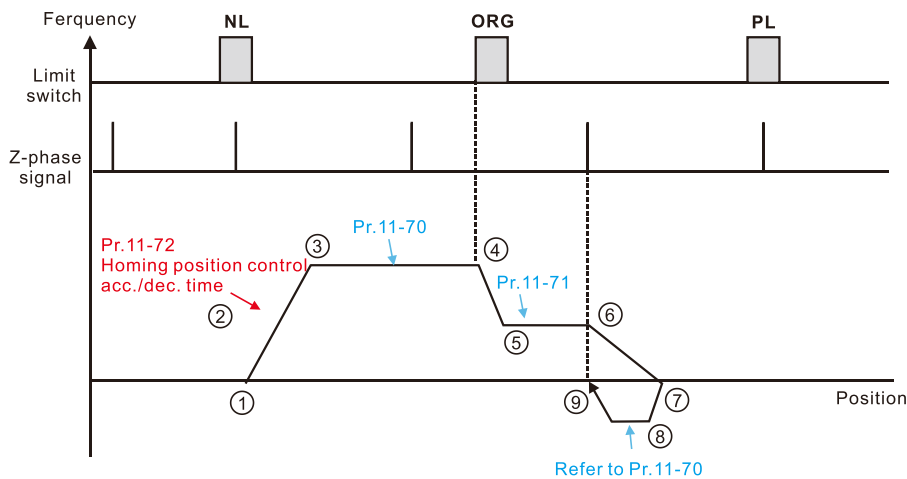 Ferquency
NL
ORG
PL
Limit
switch
Z-phase
signal
Pr.11-72
Homing position control
acc./dec. time
Pr.11-70
Pr.11-71
②
③
④
⑤
⑥
①
⑨
⑦
⑧
Position
Refer to Pr.11-70